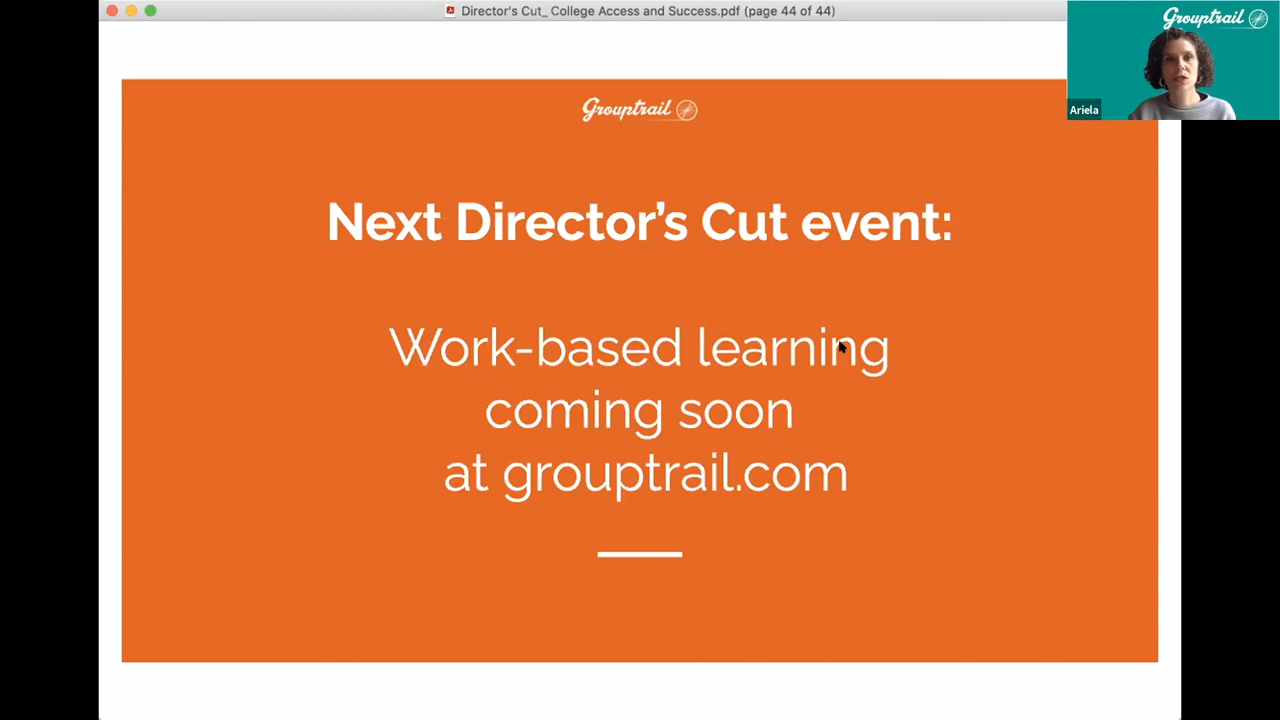 Director's Cut_ College Access and Success.pdf (page 44 of 44)
Grouptrail
Ariela
Grouptrail
Next Director’s Cut event:
Work-based learning
coming soon
at grouptrail.com